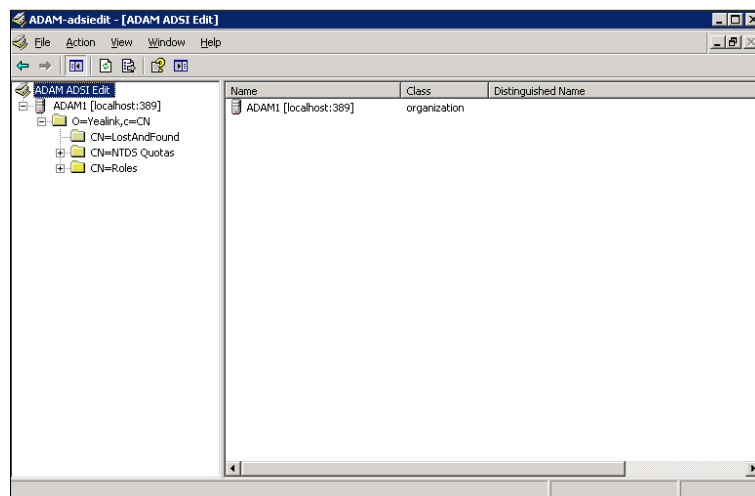 ADAM-adsiedit - [ADAM ADSI Edit]
File Action View Window Help
ADAM ADSI Edit
ADAM1 [localhost:389]
O=Yealink,c=CN
CN=LostAndFound
CN=NTDS Quotas
CN=Roles
Name Class Distinguished Name
ADAM1 [localhost:389] organization